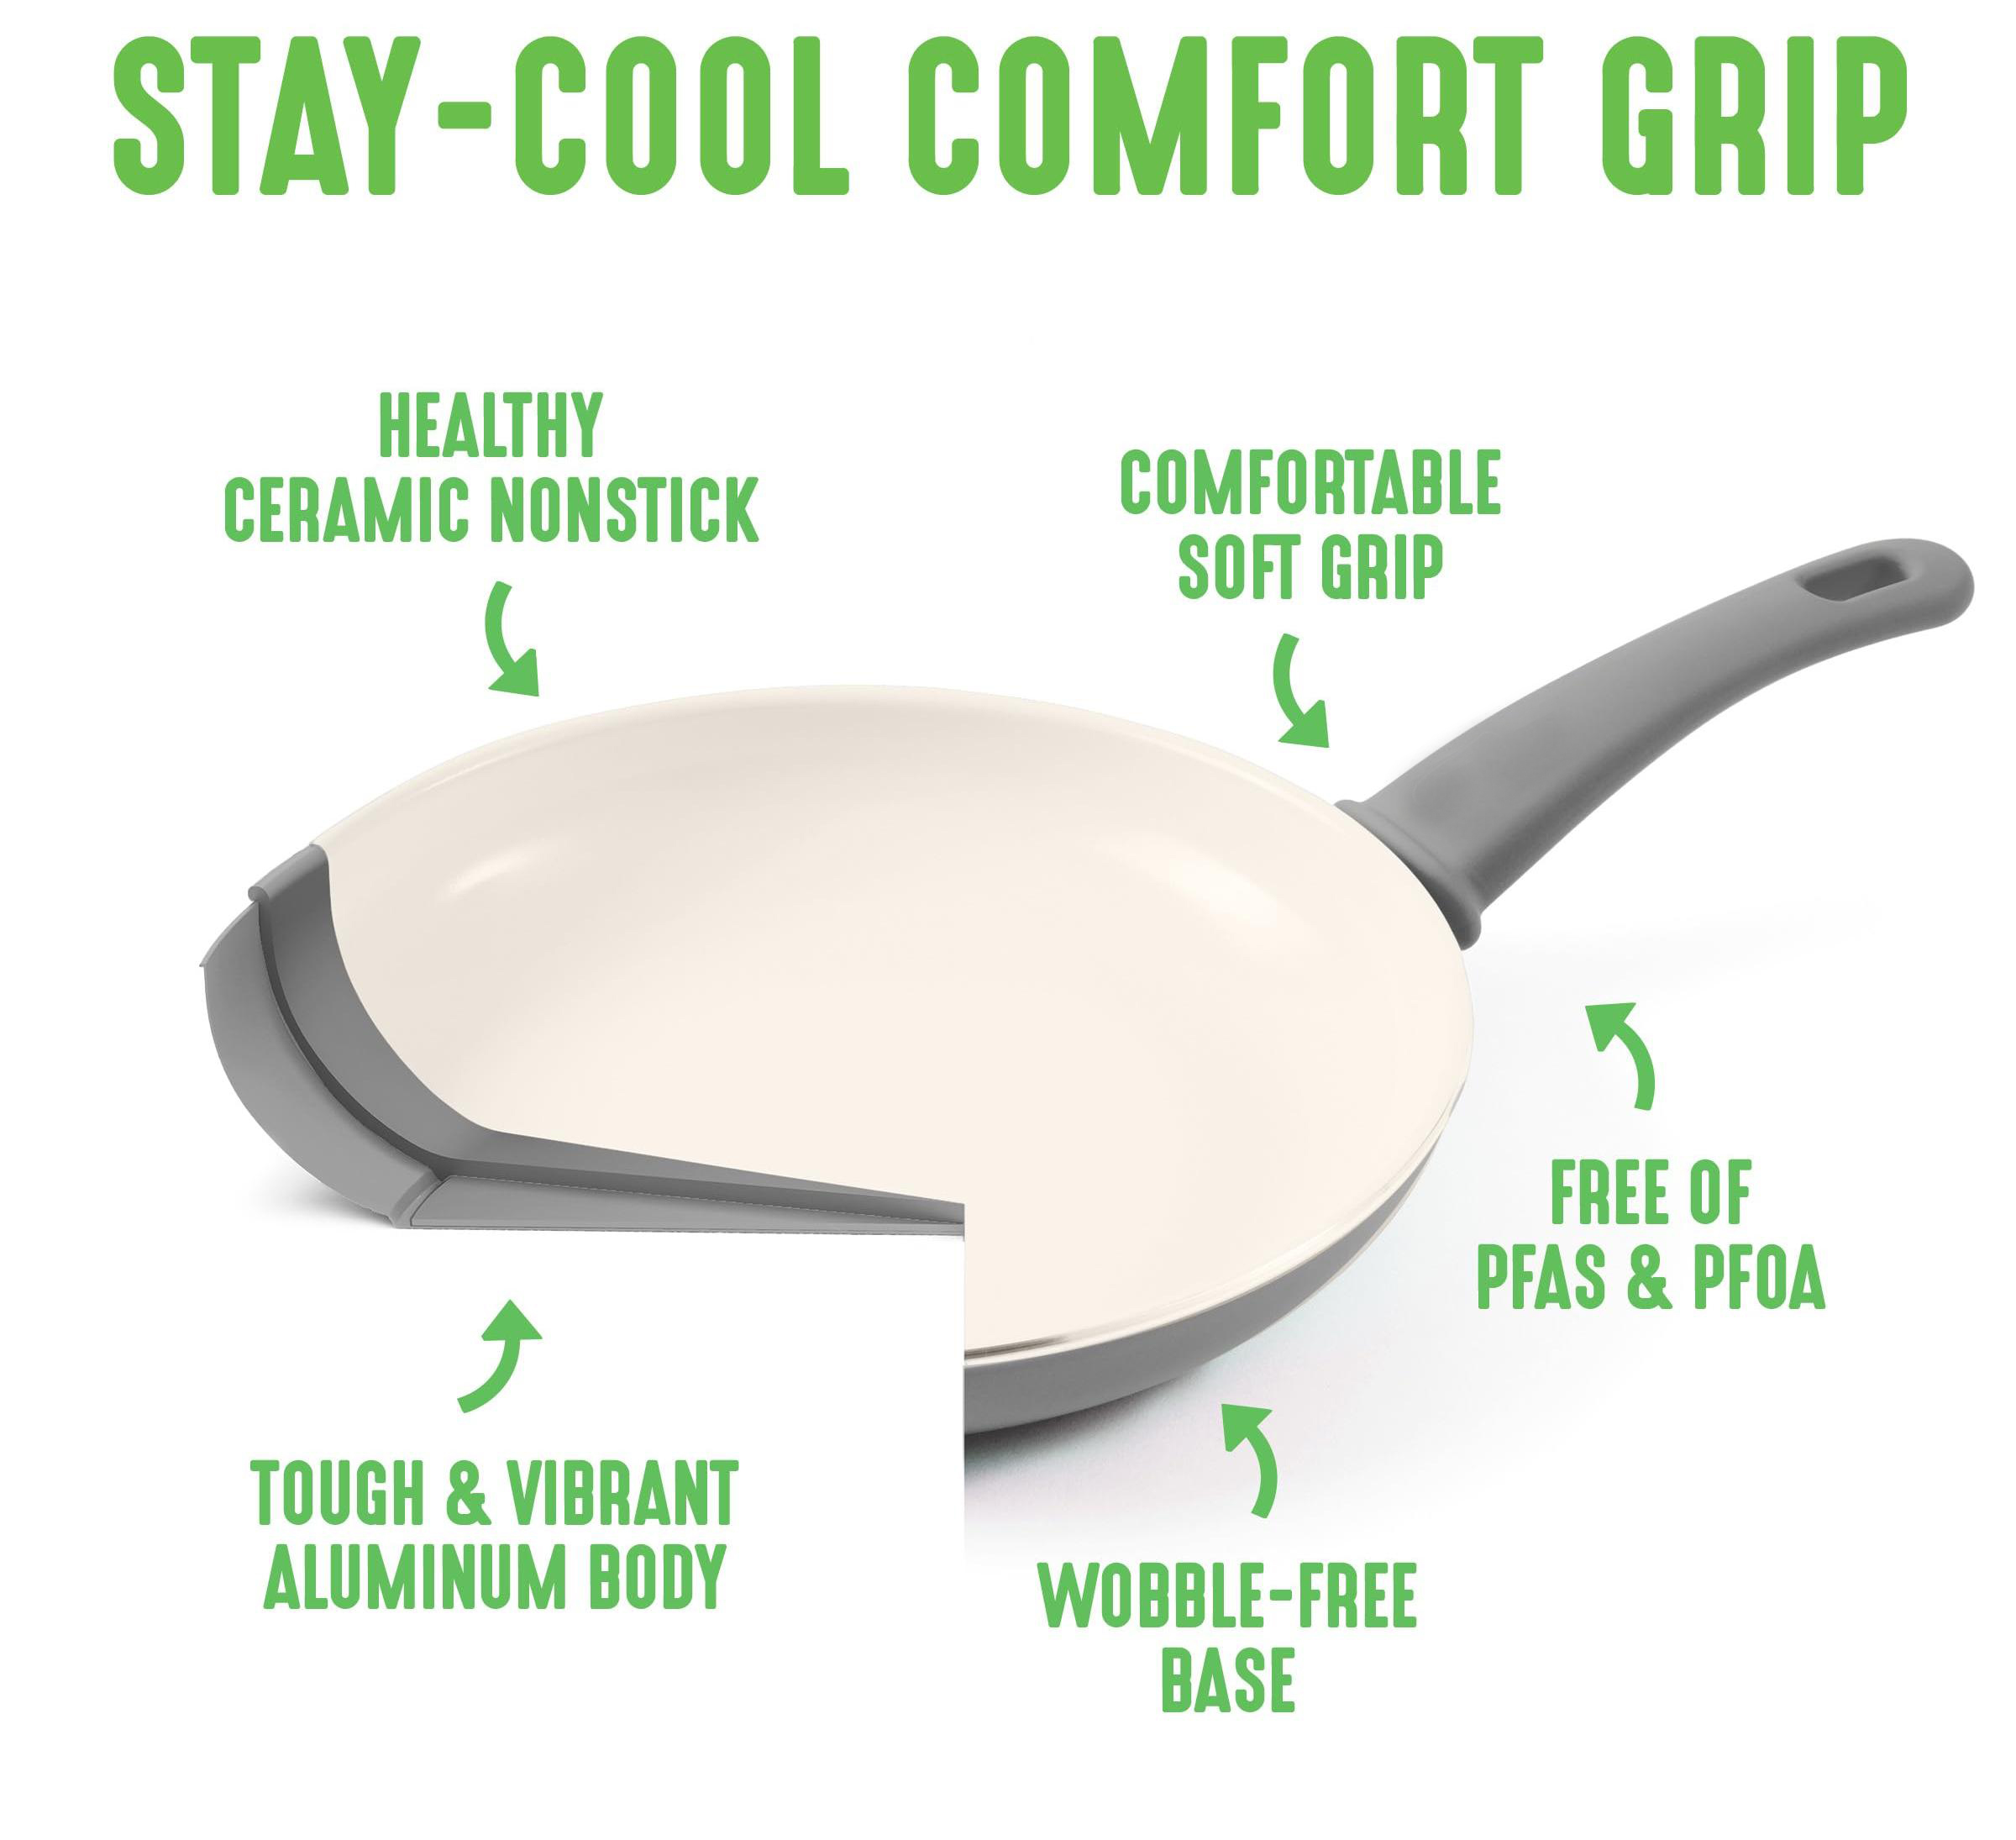 STAY-COOL COMFORT GRIP
HEALTHY
CERAMIC NONSTICK
COMFORTABLE
SOFT GRIP
FREE OF
PFAS & PFOA
TOUGH & VIBRANT
ALUMINUM BODY
WOBBLE-FREE
BASE